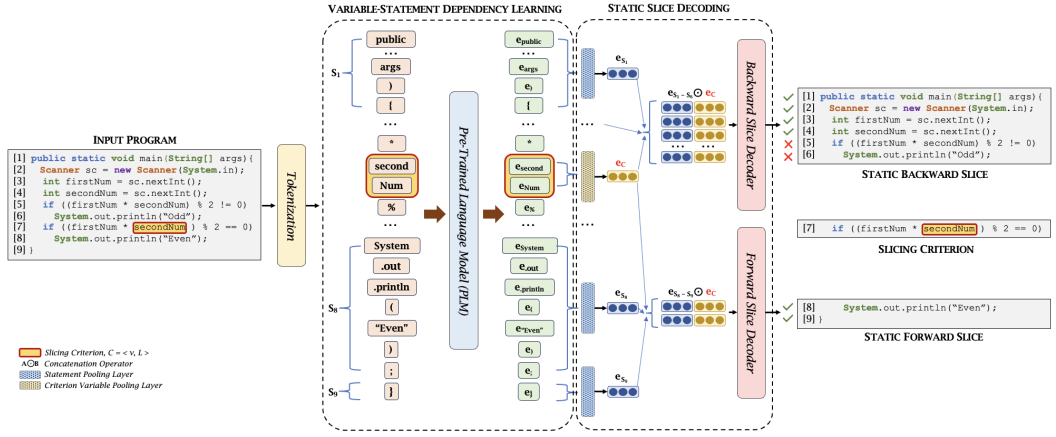 VARIABLE-STATEMENT DEPENDENCY LEARNING
STATIC SLICE DECODING
INPUT PROGRAM
[1] public static void main(String[] args){
[2] Scanner sc = new Scanner(System.in);
[3] int firstNum = sc.nextInt();
[4] int secondNum = sc.nextInt();
[5] if ((firstNum * secondNum) % 2 != 0)
[6] System.out.println("Odd");
[7] if ((firstNum * secondNum ) % 2 == 0)
[8] System.out.println("Even");
[9] }
Tokenization
S1
S8
S9
public
...
args
)
{
...
*
second
Num
%
...
System
.out
.println
(
"Even"
)
;
}
Pre-Trained Language Model (PLM)
epublic
...
eargs
e)
e{
...
e*
esecond
eNum
e%
...
eSystem
e.out
e.println
e(
e"Even"
e)
e;
e}
eS1
...
eC
...
eS8
eS9
eS1 – S6 ⊙ eC
... ...
eS8 – S9 ⊙ eC
Backward Slice Decoder
Forward Slice Decoder
[1] public static void main(String[] args){
[2] Scanner sc = new Scanner(System.in);
[3] int firstNum = sc.nextInt();
[4] int secondNum = sc.nextInt();
[5] if ((firstNum * secondNum) % 2 != 0)
[6] System.out.println("Odd");
STATIC BACKWARD SLICE
[7] if ((firstNum * secondNum ) % 2 == 0)
SLICING CRITERION
[8] System.out.println("Even");
[9] }
STATIC FORWARD SLICE
Slicing Criterion, C = < v, L >
A⊙B Concatenation Operator
Statement Pooling Layer
Criterion Variable Pooling Layer